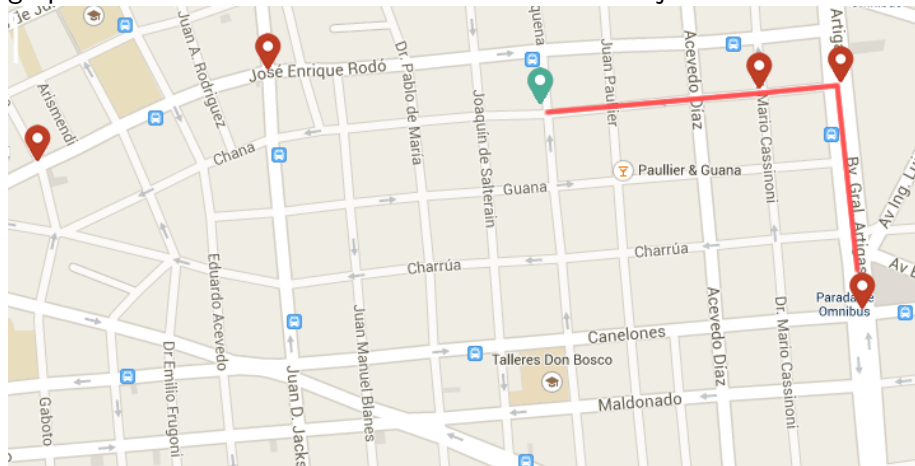 Juan A. Rodriguez
José Enrique Rodó
Arismendi
Chana
Dr. Pablo de María
Joaquín de Salterain
Juan Paullier
Acevedo Díaz
Mario Cassinoni
Artigas
Paullier & Guana
Guana
Bv. Gral. Artigas
Av Ing. Lu
Charrúa
Charrúa
Eduardo Acevedo
Parada de
Omnibus
Canelones
Talleres Don Bosco
Juan Manuel Blanes
Acevedo Díaz
Dr. Mario Cassinoni
Dr Emilio Frugoni
Juan D. Jacks
Gaboto
Maldonado